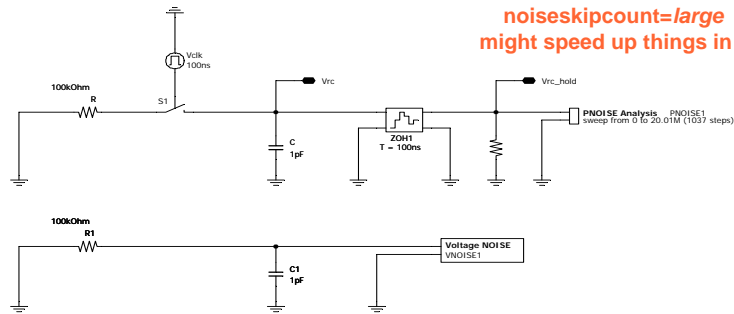 noiseskipcount=large
might speed up things in
Vclk
100ns
100kOhm
R
S1
Vrc
Vrc_hold
C
1pF
ZOH1
T = 100ns
PNOISE Analysis PNOISE1
sweep from 0 to 20.01M (1037 steps)
100kOhm
R1
C1
1pF
Voltage NOISE
VNOISE1